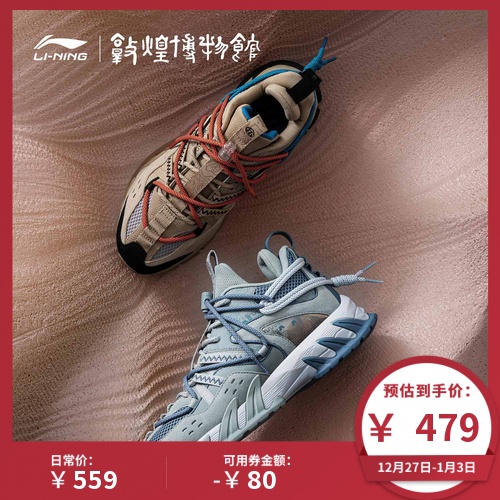 LI-NING 敦煌博物館
预估到手价：
￥ 479
12月27日-1月3日
日常价：
￥559
可用券金额：
-￥80